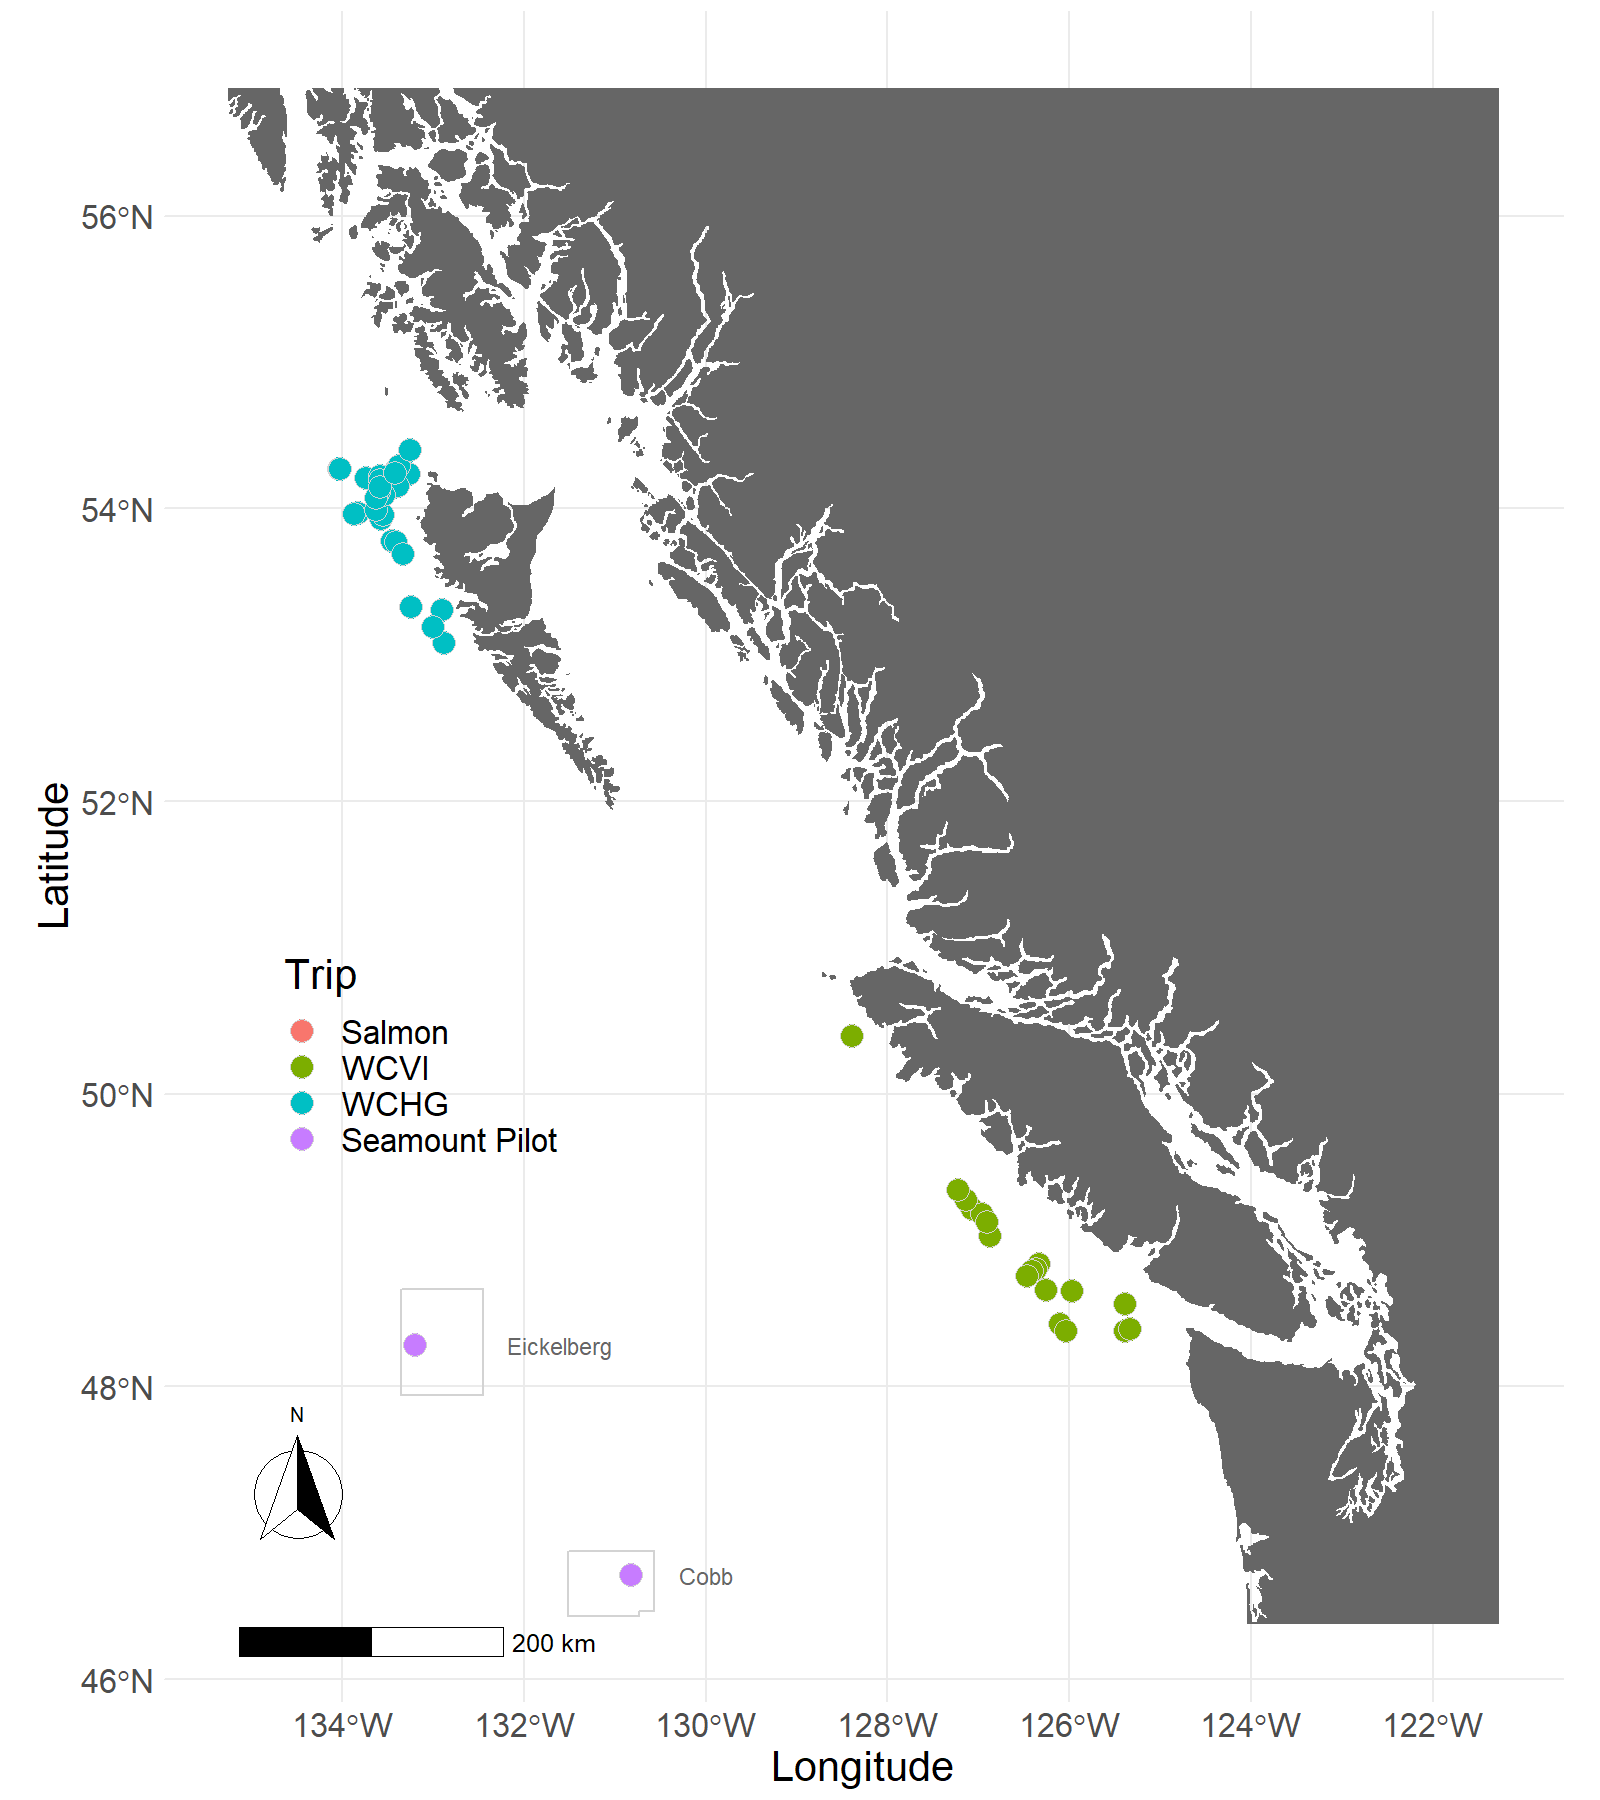 56°N
54°N
52°N
50°N
48°N
46°N
Latitude
Trip
Salmon
WCVI
WCHG
Seamount Pilot
Eickelberg
N
Cobb
200 km
134°W 132°W 130°W 128°W 126°W 124°W 122°W
Longitude